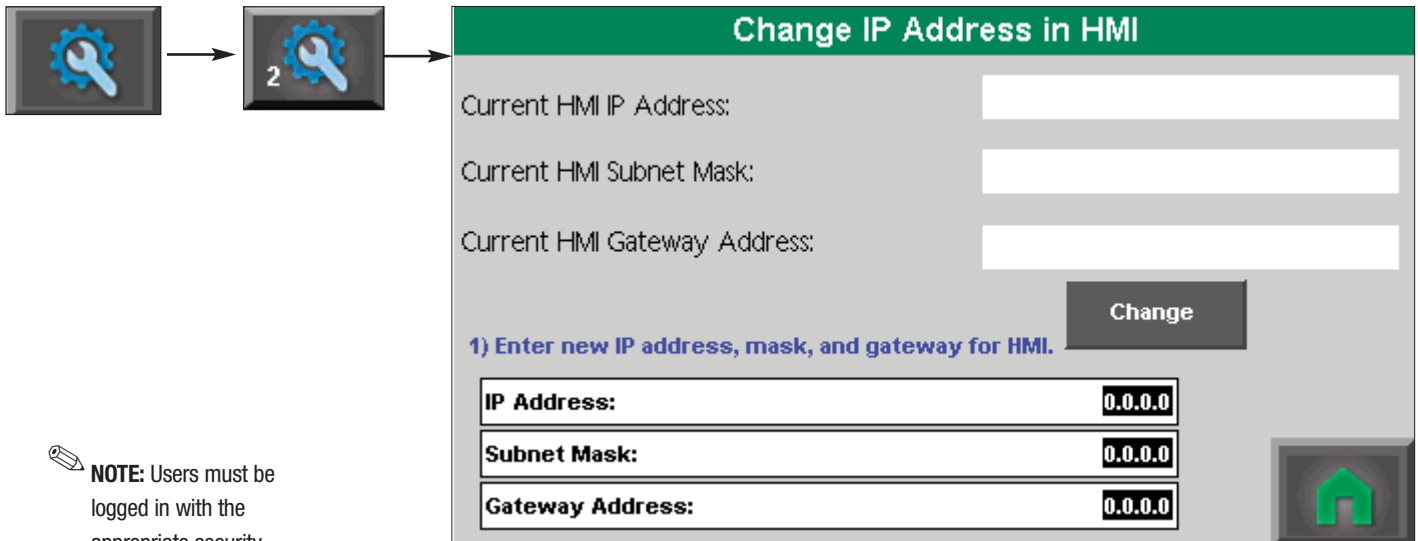 2
Change IP Address in HMI
Current HMI IP Address:
Current HMI Subnet Mask:
Current HMI Gateway Address:
Change
1) Enter new IP address, mask, and gateway for HMI.
IP Address: 0.0.0.0
Subnet Mask: 0.0.0.0
Gateway Address: 0.0.0.0
NOTE: Users must be
logged in with the
appropriate security